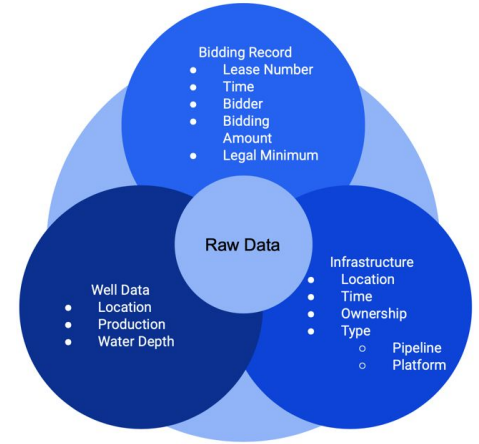 Bidding Record
● Lease Number
● Time
● Bidder
● Bidding
Amount
● Legal Minimum
Raw Data
Well Data
● Location
● Production
● Water Depth
Infrastructure
● Location
● Time
● Ownership
● Type
○ Pipeline
○ Platform